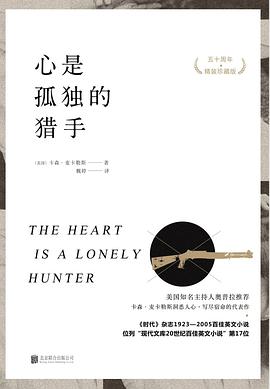 心是
孤独的
猎手
五十周年
精装珍藏版
(美国) 卡森·麦卡勒斯 —— 著
魏玮 —— 译
THE HEART
IS A LONELY
HUNTER
美国知名主持人奥普拉推荐
卡森·麦卡勒斯洞悉人心,写尽宿命的代表作
《时代》杂志1923—2005百佳英文小说
位列“现代文库20世纪百佳英文小说”第17位
北京联合出版公司